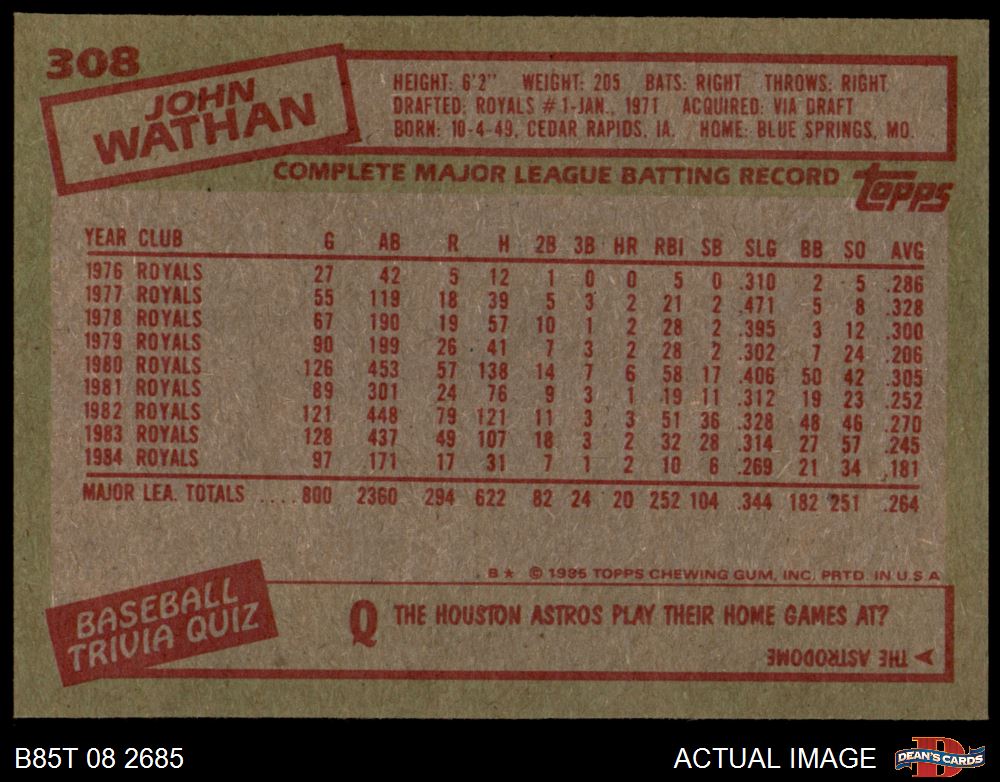 308
JOHN
WATHAN
HEIGHT: 6'2" WEIGHT: 205 BATS: RIGHT THROWS: RIGHT
DRAFTED: ROYALS #1-JAN., 1971 ACQUIRED: VIA DRAFT
BORN: 10-4-49, CEDAR RAPIDS, IA. HOME: BLUE SPRINGS, MO.
COMPLETE MAJOR LEAGUE BATTING RECORD
topps
YEAR CLUB G AB R H 2B 3B HR RBI SB SLG BB SO AVG
1976 ROYALS 27 42 5 12 1 0 0 5 0 .310 2 5 .286
1977 ROYALS 55 119 18 39 5 3 2 21 2 .471 5 8 .328
1978 ROYALS 67 190 19 57 10 1 2 28 2 .395 3 12 .300
1979 ROYALS 90 199 26 41 7 3 2 28 2 .302 7 24 .206
1980 ROYALS 126 453 57 138 14 7 6 58 17 .406 50 42 .305
1981 ROYALS 89 301 24 76 9 3 1 19 11 .312 19 23 .252
1982 ROYALS 121 448 79 121 11 3 3 51 36 .328 48 46 .270
1983 ROYALS 128 437 49 107 18 3 2 32 28 .314 27 57 .245
1984 ROYALS 97 171 17 31 7 1 2 10 6 .269 21 34 .181
MAJOR LEA. TOTALS .... 800 2360 294 622 82 24 20 252 104 .344 182 251 .264
B* © 1985 TOPPS CHEWING GUM, INC. PRTD. IN U.S.A.
BASEBALL
TRIVIA QUIZ
Q THE HOUSTON ASTROS PLAY THEIR HOME GAMES AT?
THE ASTRODOME
B85T 08 2685
ACTUAL IMAGE
D
DEAN'S CARDS